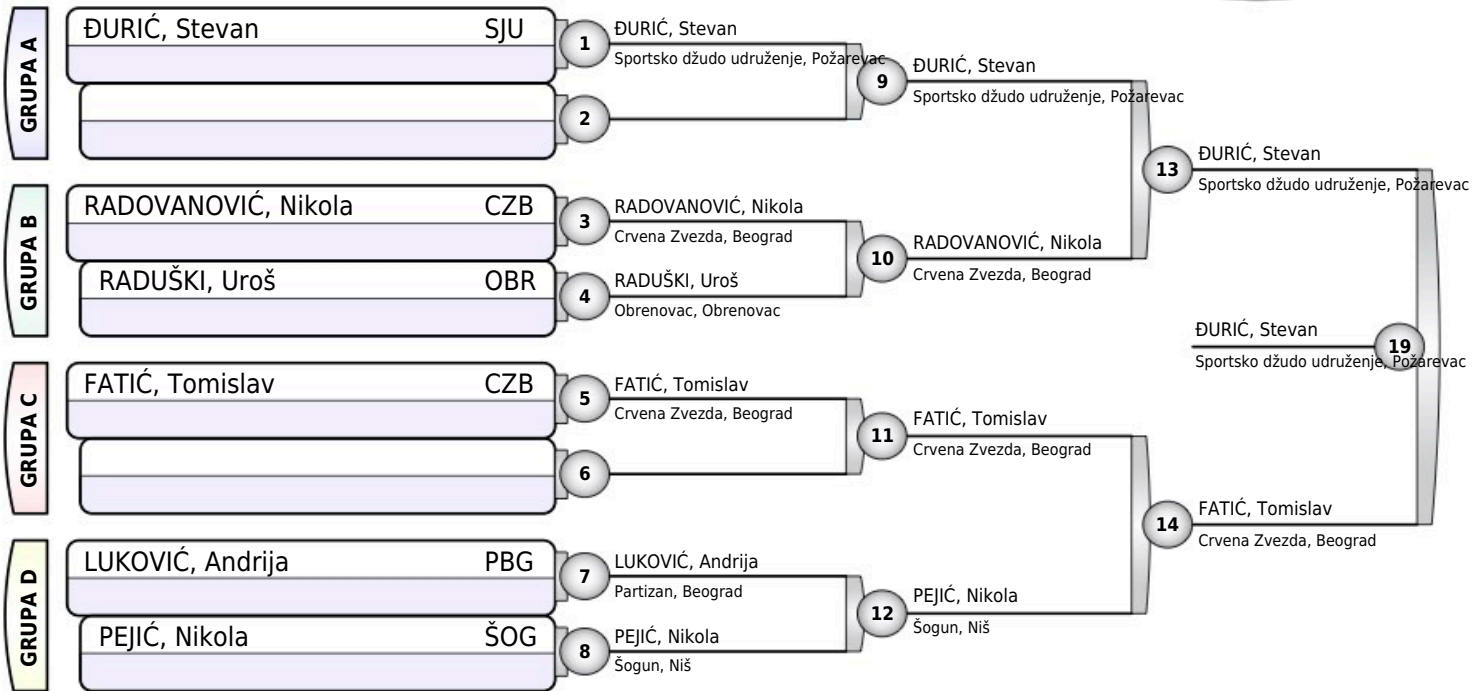 GRUPA A
ĐURIĆ, Stevan SJU
1
ĐURIĆ, Stevan
Sportsko džudo udruženje, Požarevac
2
9
ĐURIĆ, Stevan
Sportsko džudo udruženje, Požarevac
GRUPA B
RADOVANOVIĆ, Nikola CZB
3
RADOVANOVIĆ, Nikola
Crvena Zvezda, Beograd
RADUŠKI, Uroš OBR
4
RADUŠKI, Uroš
Obrenovac, Obrenovac
10
RADOVANOVIĆ, Nikola
Crvena Zvezda, Beograd
13
ĐURIĆ, Stevan
Sportsko džudo udruženje, Požarevac
GRUPA C
FATIĆ, Tomislav CZB
5
FATIĆ, Tomislav
Crvena Zvezda, Beograd
6
11
FATIĆ, Tomislav
Crvena Zvezda, Beograd
GRUPA D
LUKOVIĆ, Andrija PBG
7
LUKOVIĆ, Andrija
Partizan, Beograd
PEJIĆ, Nikola ŠOG
8
PEJIĆ, Nikola
Šogun, Niš
12
PEJIĆ, Nikola
Šogun, Niš
14
FATIĆ, Tomislav
Crvena Zvezda, Beograd
ĐURIĆ, Stevan
19
Sportsko džudo udruženje, Požarevac